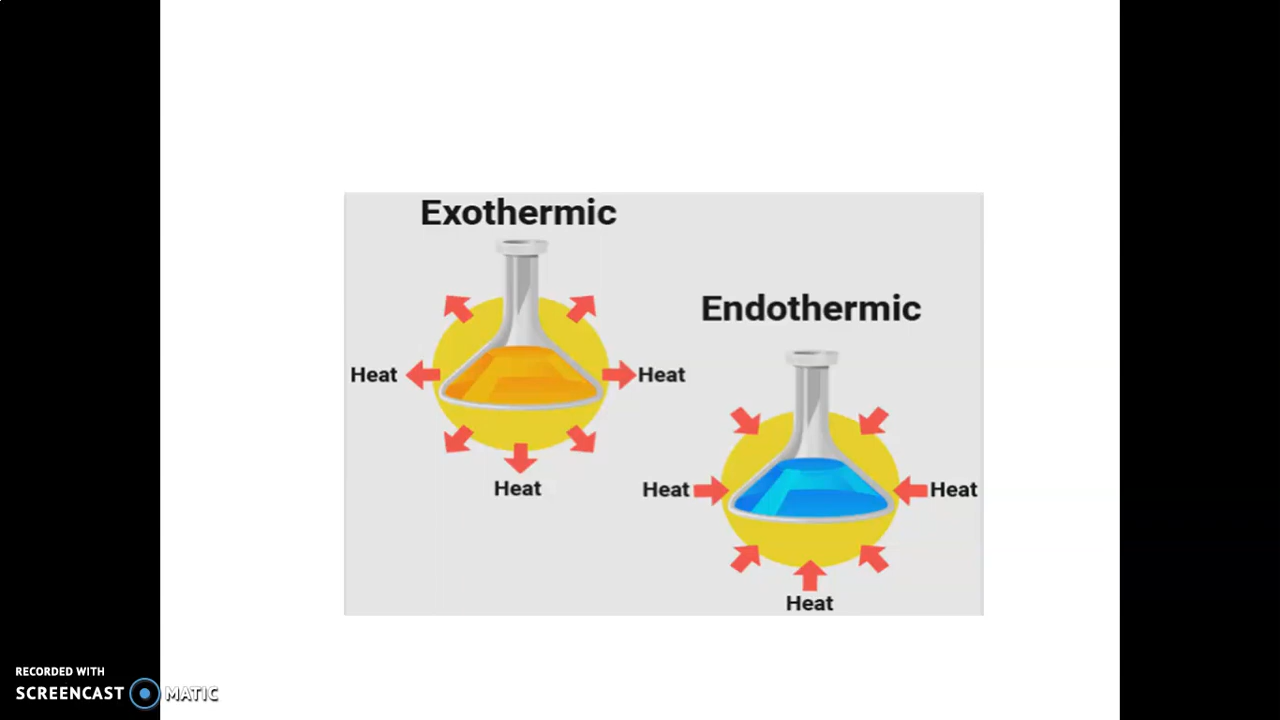 Exothermic
Heat
Heat
Heat
Endothermic
Heat
Heat
Heat
RECORDED WITH
SCREENCAST MATIC